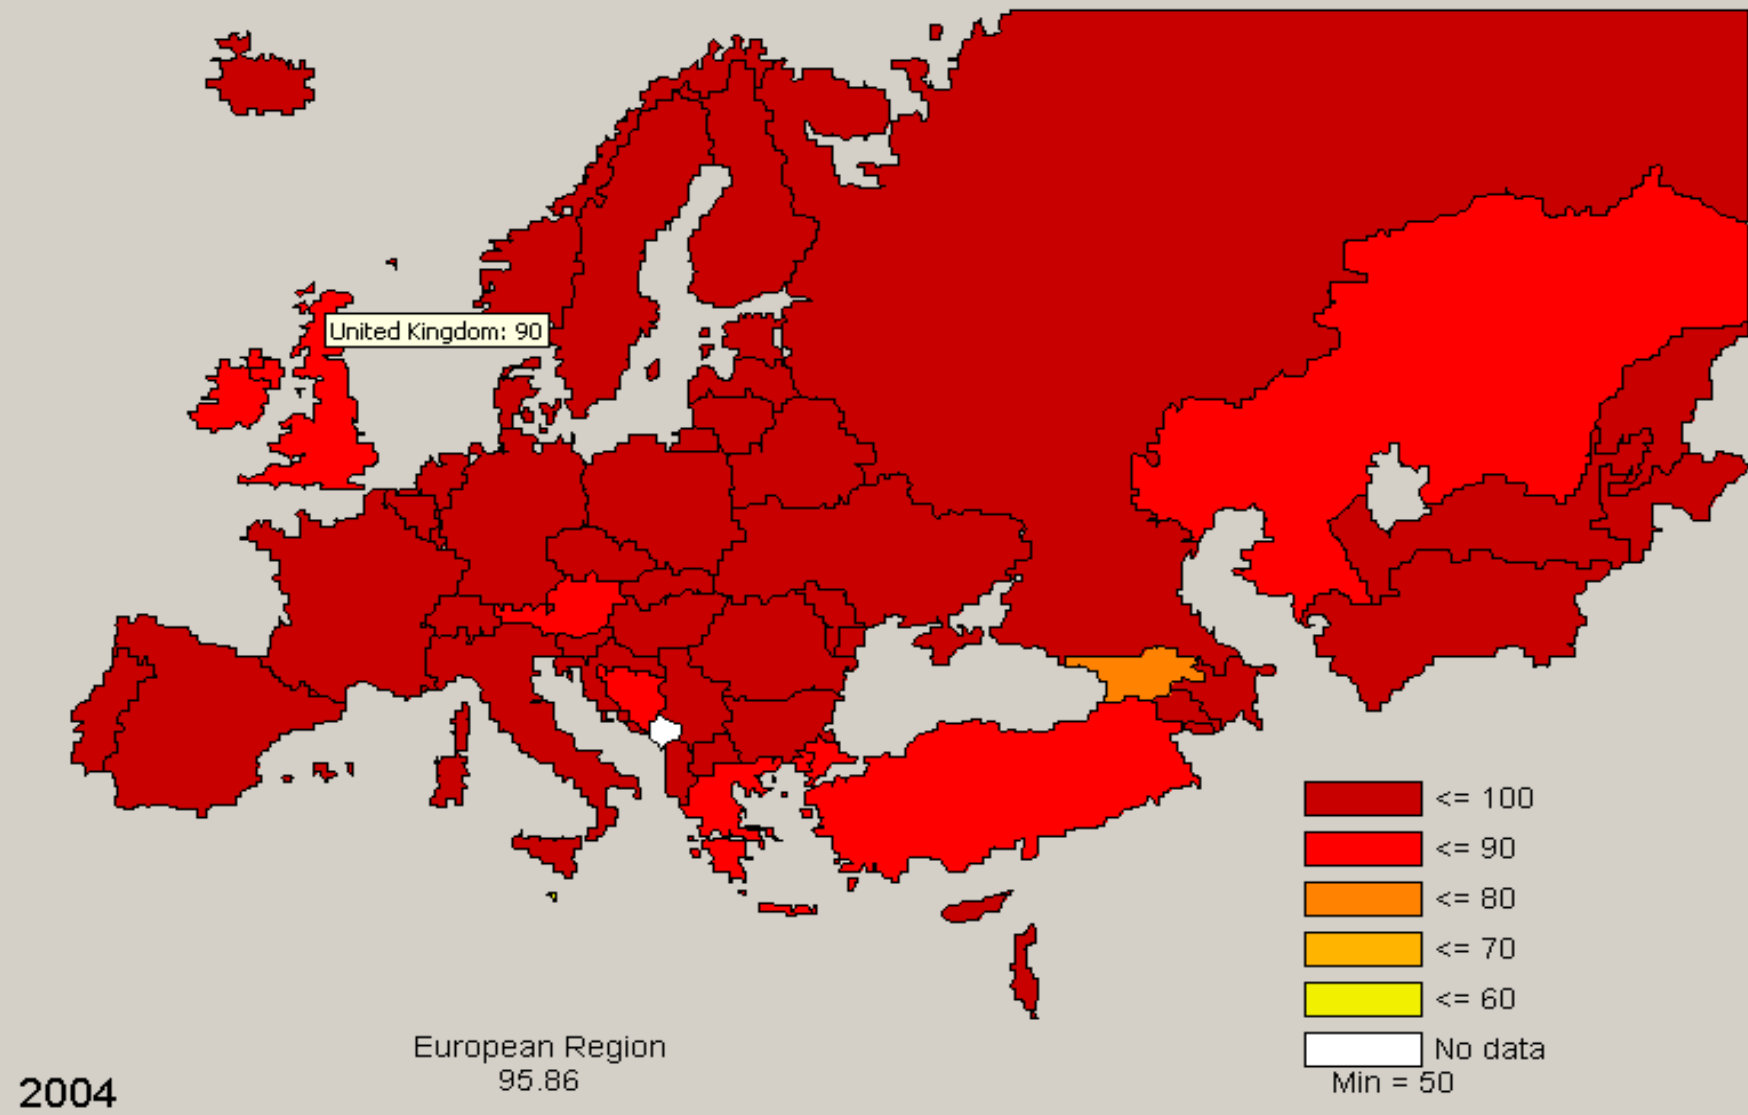 United Kingdom: 90
<= 100
<= 90
<= 80
<= 70
<= 60
No data
Min = 50
European Region
95.86
2004